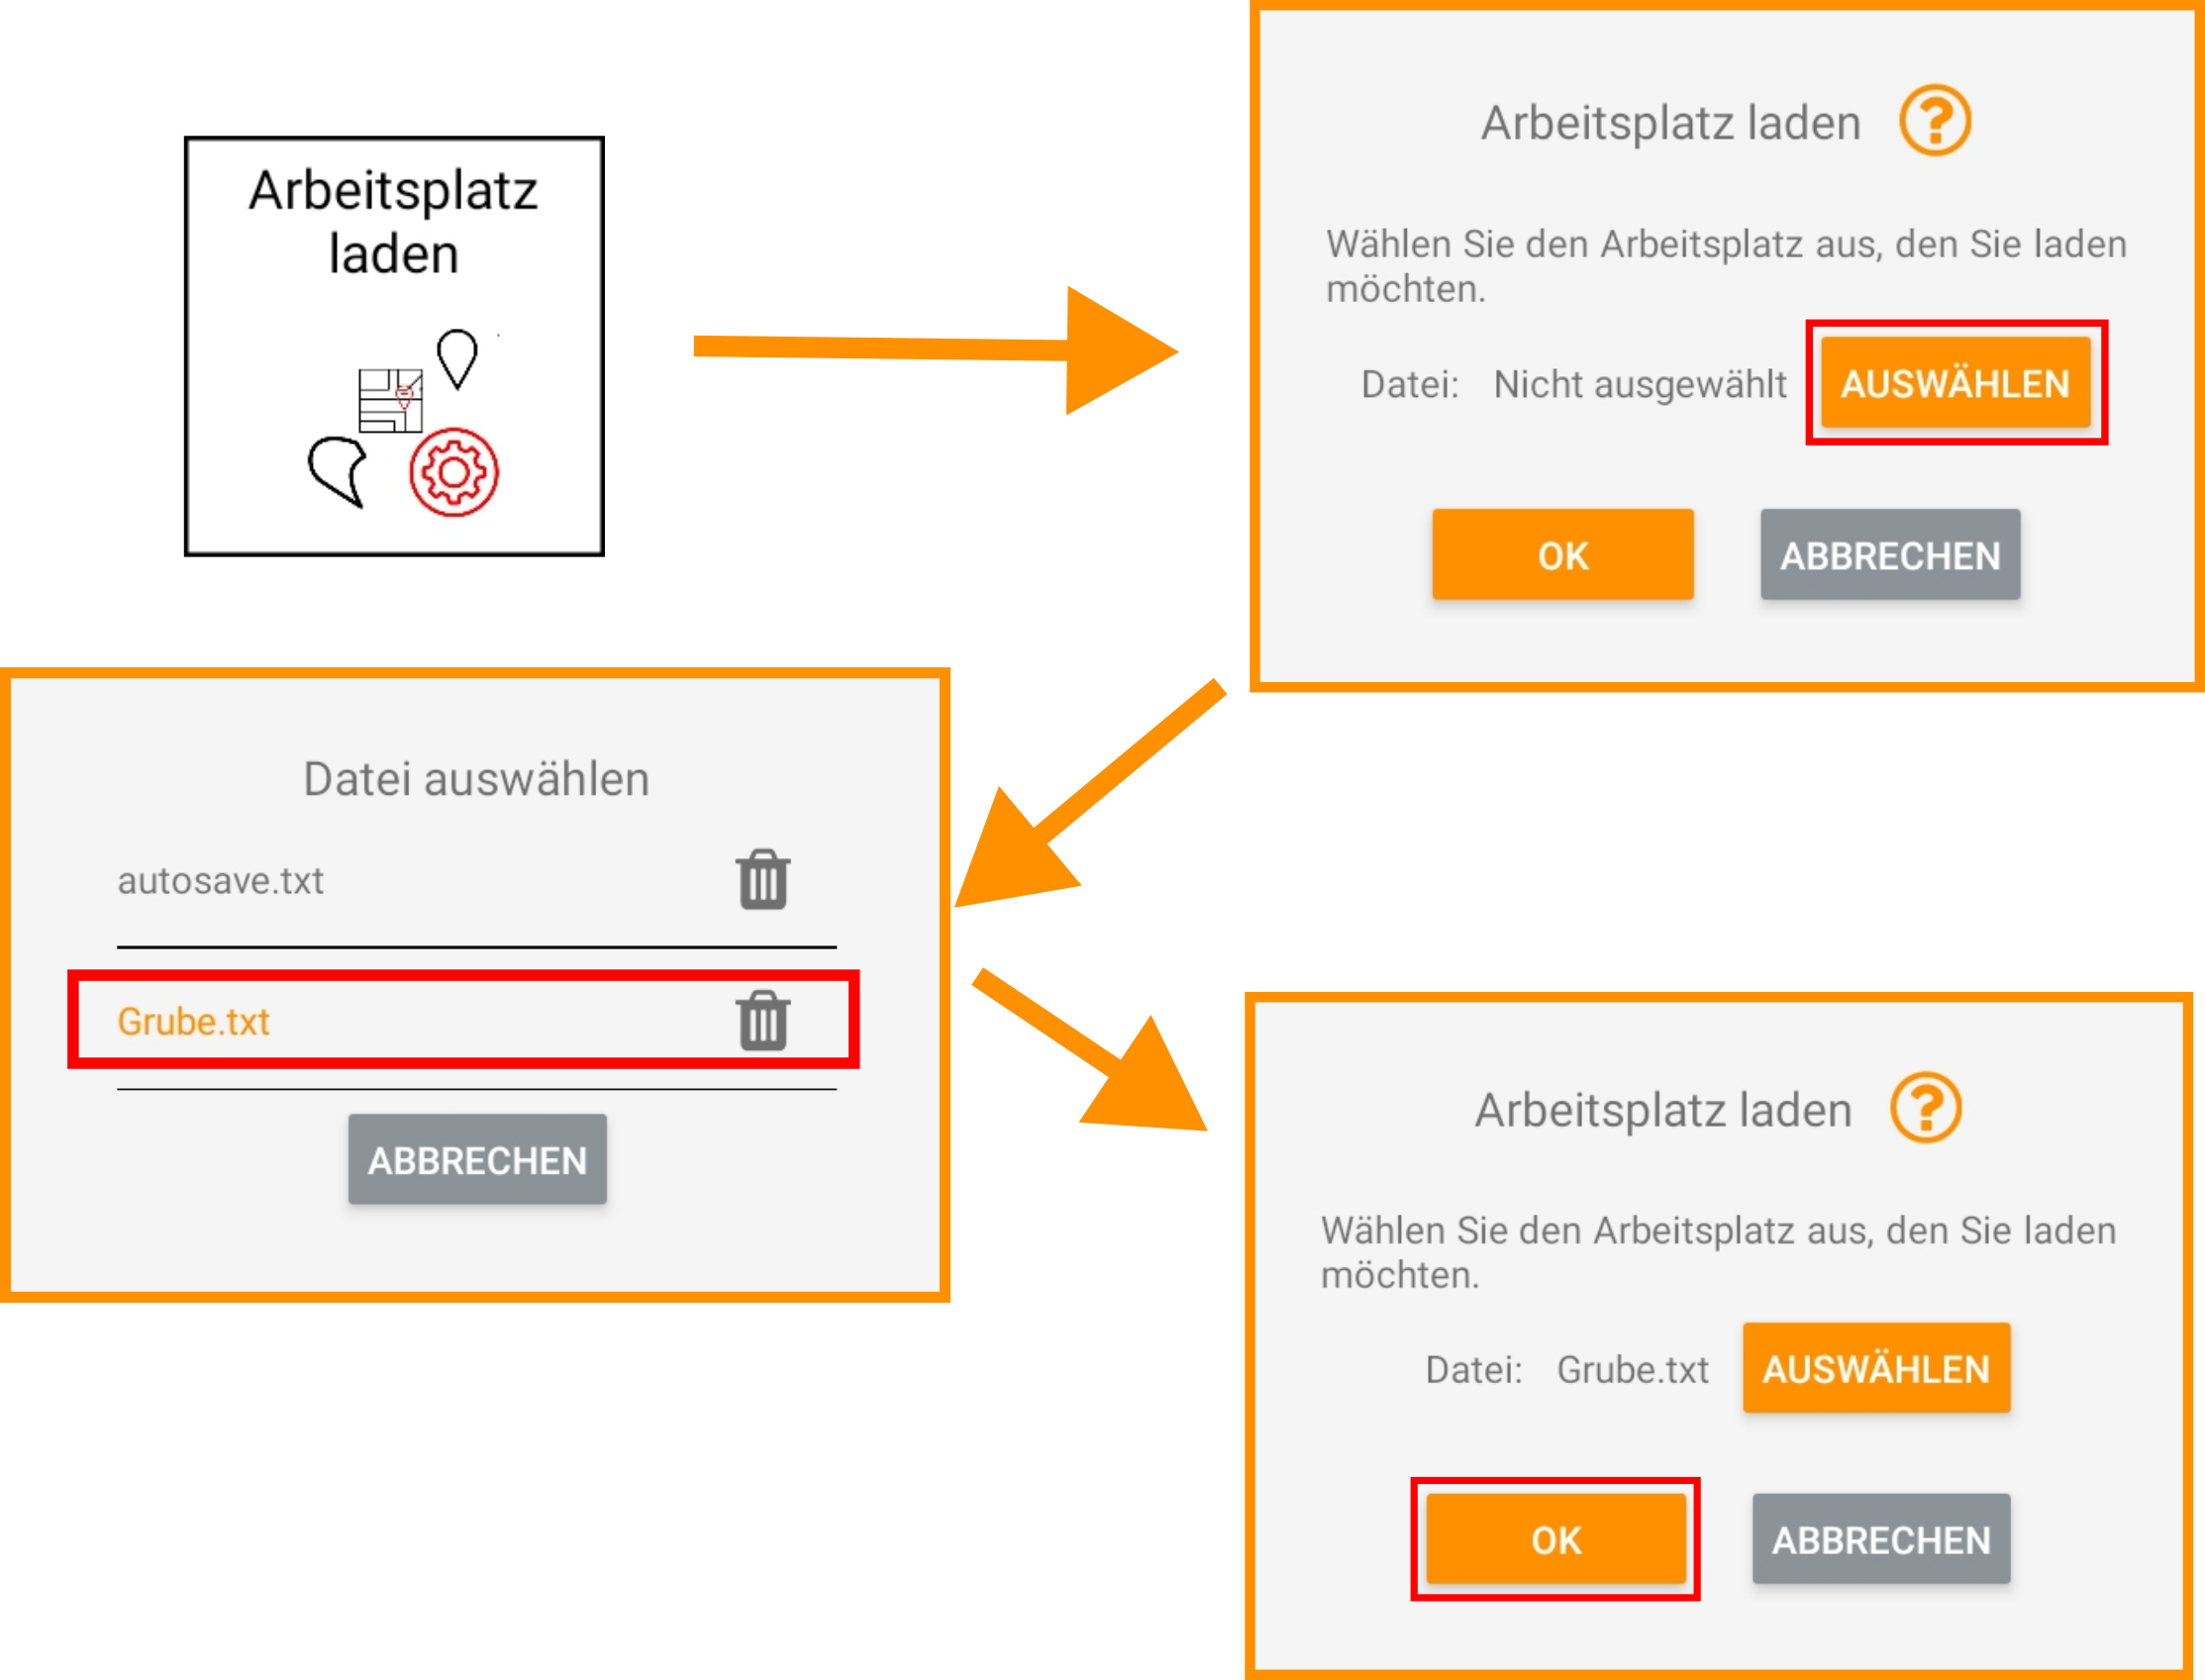 Arbeitsplatz
laden
Arbeitsplatz laden
Wählen Sie den Arbeitsplatz aus, den Sie laden
möchten.
Datei: Nicht ausgewählt AUSWÄHLEN
OK ABBRECHEN
Datei auswählen
autosave.txt
Grube.txt
ABBRECHEN
Arbeitsplatz laden
Wählen Sie den Arbeitsplatz aus, den Sie laden
möchten.
Datei: Grube.txt AUSWÄHLEN
OK ABBRECHEN